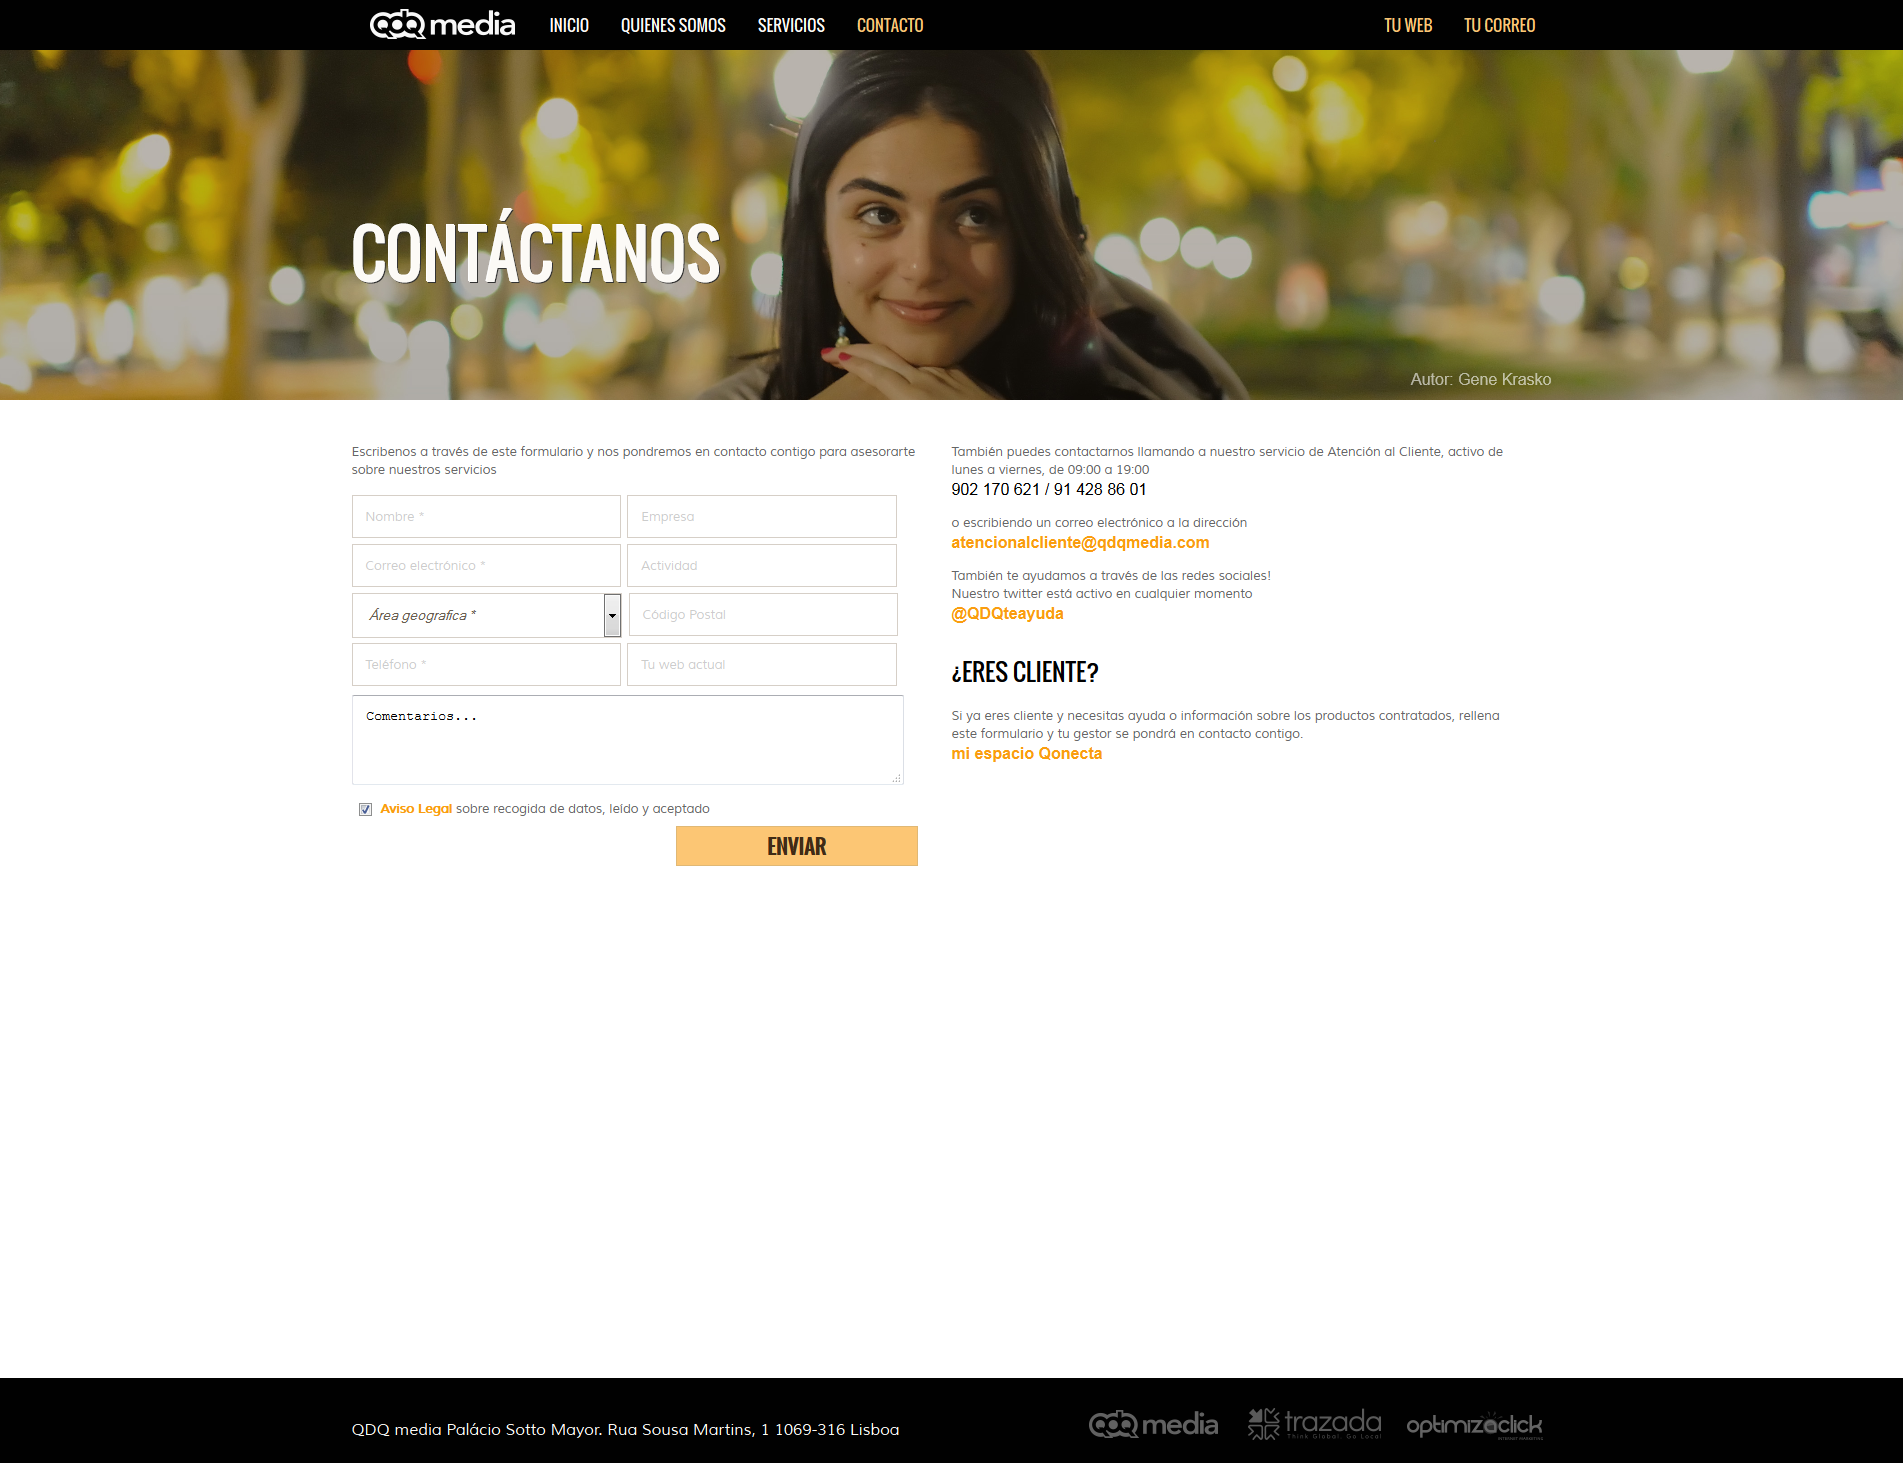 QDQ media INICIO QUIENES SOMOS SERVICIOS CONTACTO TU WEB TU CORREO
CONTÁCTANOS
Autor: Gene Krasko
Escribenos a través de este formulario y nos pondremos en contacto contigo para asesorarte
sobre nuestros servicios
Nombre * Empresa
Correo electrónico * Actividad
Área geografica * Código Postal
Teléfono * Tu web actual
Comentarios...
Aviso Legal sobre recogida de datos, leído y aceptado
ENVIAR
También puedes contactarnos llamando a nuestro servicio de Atención al Cliente, activo de
lunes a viernes, de 09:00 a 19:00
902 170 621 / 91 428 86 01
o escribiendo un correo electrónico a la dirección
atencionalcliente@qdqmedia.com
También te ayudamos a través de las redes sociales!
Nuestro twitter está activo en cualquier momento
@QDQteayuda
¿ERES CLIENTE?
Si ya eres cliente y necesitas ayuda o información sobre los productos contratados, rellena
este formulario y tu gestor se pondrá en contacto contigo.
mi espacio Qonecta
QDQ media Palácio Sotto Mayor. Rua Sousa Martins, 1 1069-316 Lisboa
QDQ media trazada optimizaclick
Think Global. Go Local INTERNET MARKETING